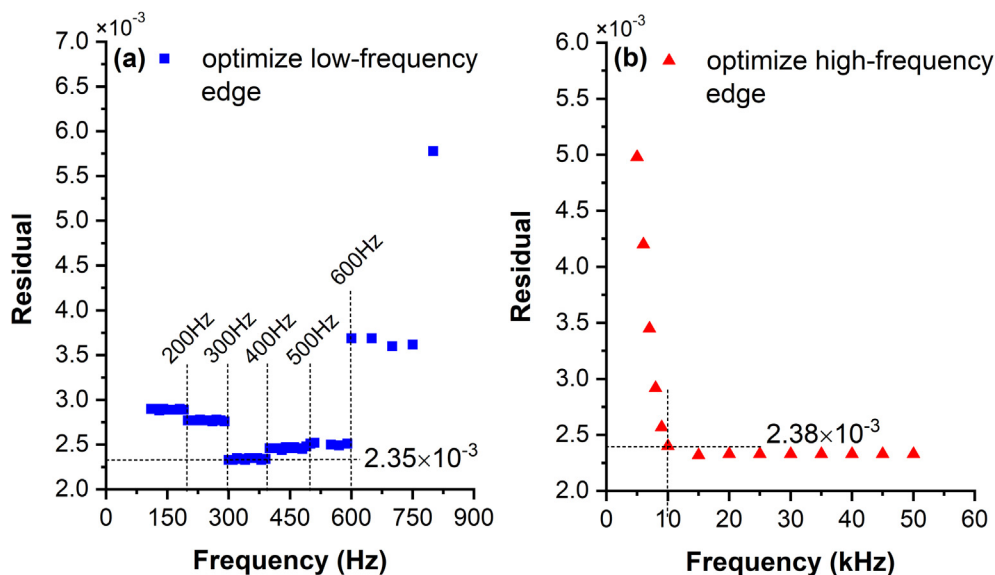 ×10⁻³
7.0
6.5
6.0
5.5
5.0
4.5
4.0
3.5
3.0
2.5
2.0
Residual
(a) optimize low-frequency
edge
200Hz
300Hz
400Hz
500Hz
600Hz
2.35×10⁻³
0
150
300
450
600
750
900
Frequency (Hz)
×10⁻³
6.0
5.5
5.0
4.5
4.0
3.5
3.0
2.5
2.0
Residual
(b) optimize high-frequency
edge
2.38×10⁻³
0
10
20
30
40
50
60
Frequency (kHz)